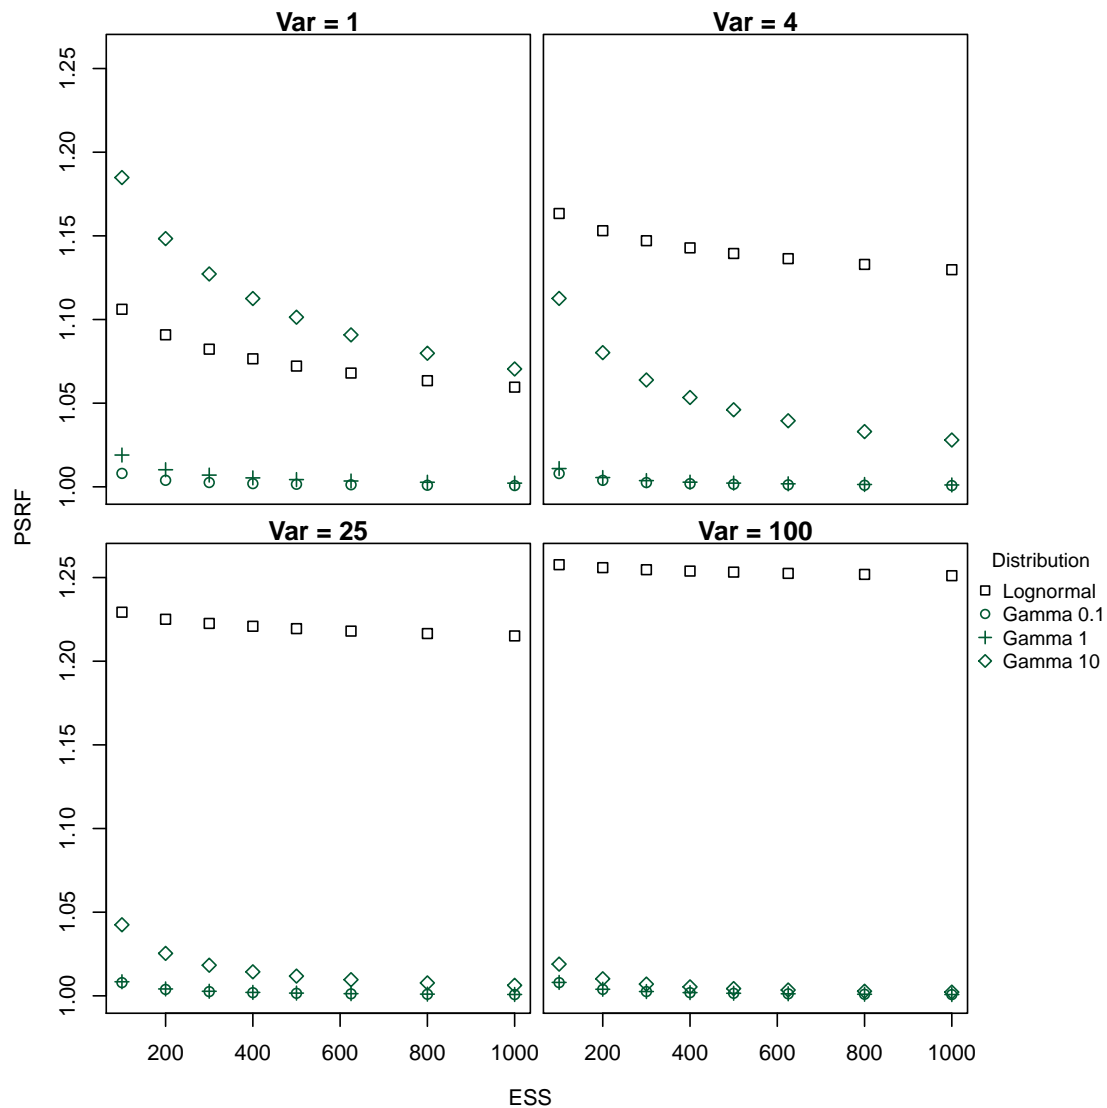 Var = 1
Var = 4
1.00 1.05 1.10 1.15 1.20 1.25
Var = 25
Var = 100
1.00 1.05 1.10 1.15 1.20 1.25
PSRF
200 400 600 800 1000
200 400 600 800 1000
ESS
Distribution
Lognormal
Gamma 0.1
Gamma 1
Gamma 10